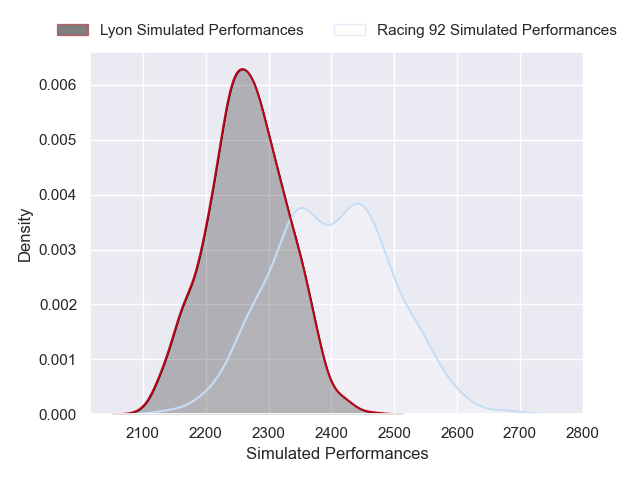 Lyon Simulated Performances
Racing 92 Simulated Performances
0.006
0.005
0.004
0.003
0.002
0.001
0.000
Density
2100 2200 2300 2400 2500 2600 2700 2800
Simulated Performances